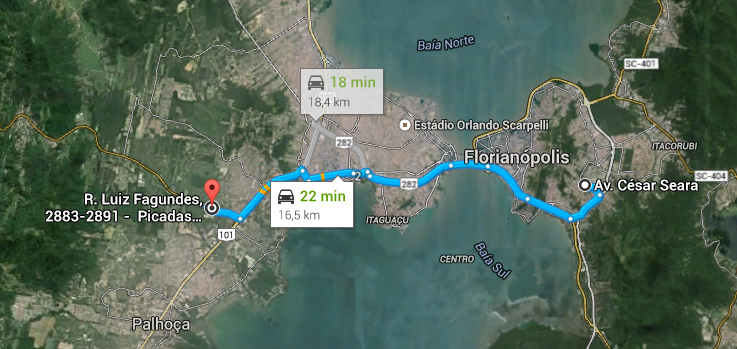 Baía Norte
SC-401
18 min
18,4 km
Estádio Orlando Scarpelli
282
ITACORUBI
Florianópolis
SC-404
R. Luiz Fagundes,
2883-2891 - Picadas...
22 min
16,5 km
282
Av. César Seara
ITAGUAÇU
101
CENTRO
Baía Sul
Palhoça